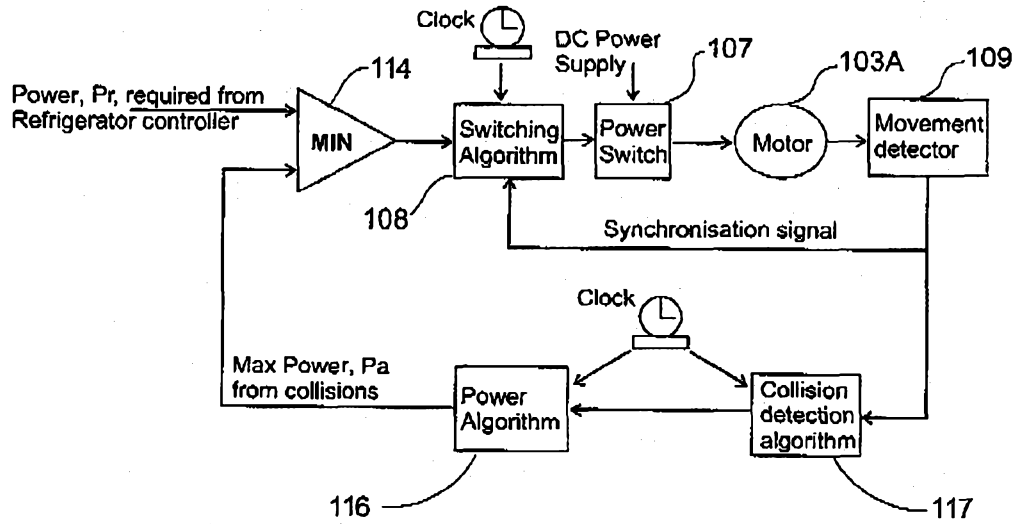 Clock
DC Power
Supply
107
103A
109
114
Power, Pr, required from
Refrigerator controller
MIN
Switching
Algorithm
Power
Switch
Motor
Movement
detector
108
Synchronisation signal
Clock
Max Power, Pa
from collisions
Power
Algorithm
Collision
detection
algorithm
116
117